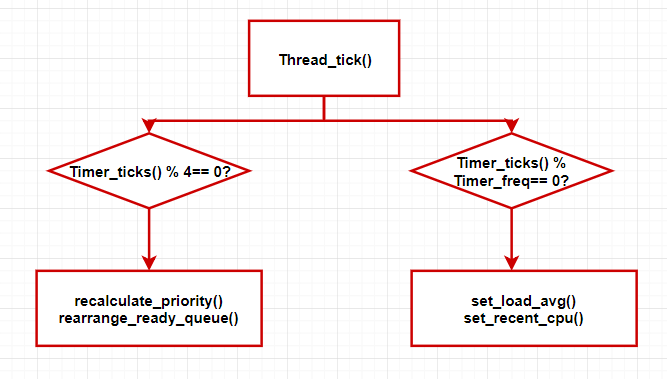 Thread_tick()
Timer_ticks() % 4== 0?
Timer_ticks() %
Timer_freq== 0?
recalculate_priority()
rearrange_ready_queue()
set_load_avg()
set_recent_cpu()